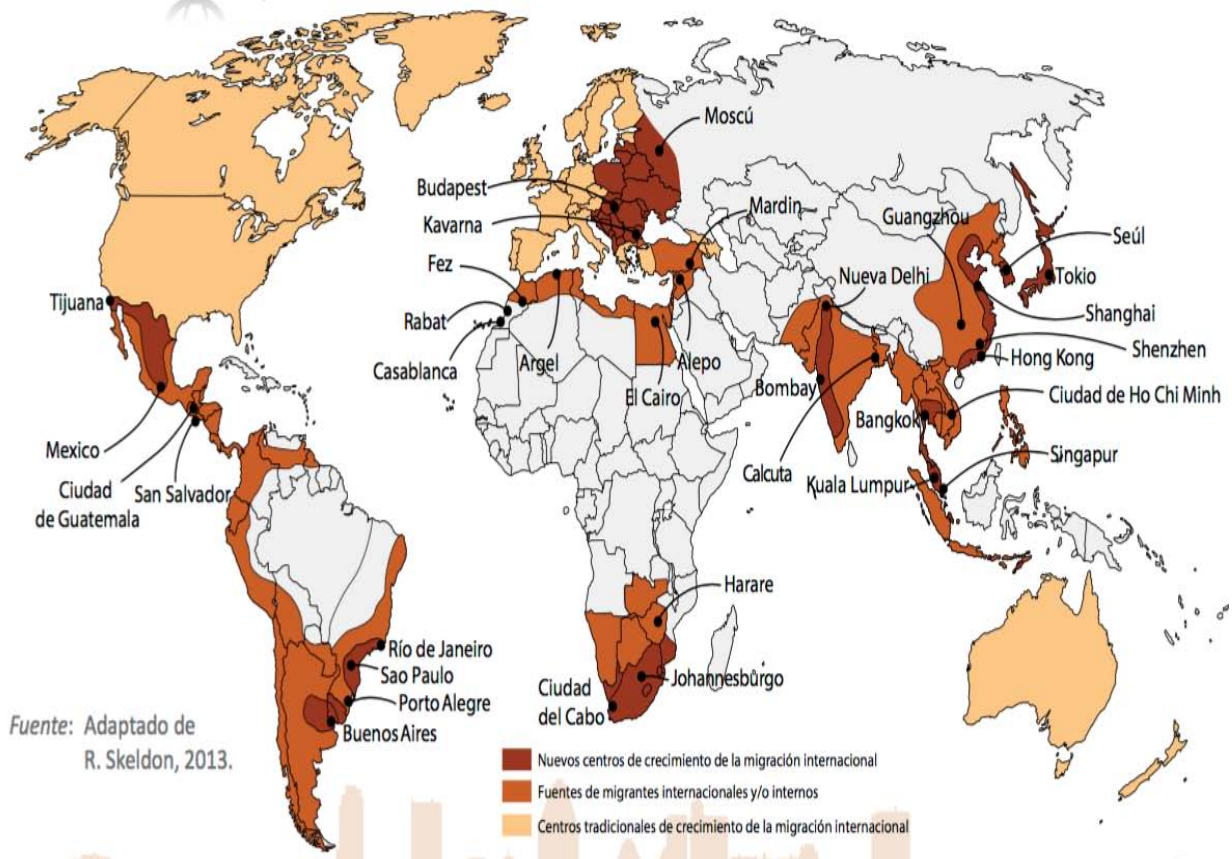 Moscú
Budapest
Kavarna
Mardin
Guangzhou
Fez
Nueva Delhi
Seúl
Tijuana
Tokio
Rabat
Shanghai
Casablanca
Argel
Alepo
Shenzhen
El Cairo
Bombay
Hong Kong
Ciudad de Ho Chi Minh
Bangkok
Mexico
Calcuta
Singapur
Ciudad
de Guatemala
San Salvador
Kuala Lumpur
Harare
Río de Janeiro
Sao Paulo
Johannesburgo
Ciudad
del Cabo
Porto Alegre
Buenos Aires
Fuente: Adaptado de
R. Skeldon, 2013.
Nuevos centros de crecimiento de la migración internacional
Fuentes de migrantes internacionales y/o internos
Centros tradicionales de crecimiento de la migración internacional